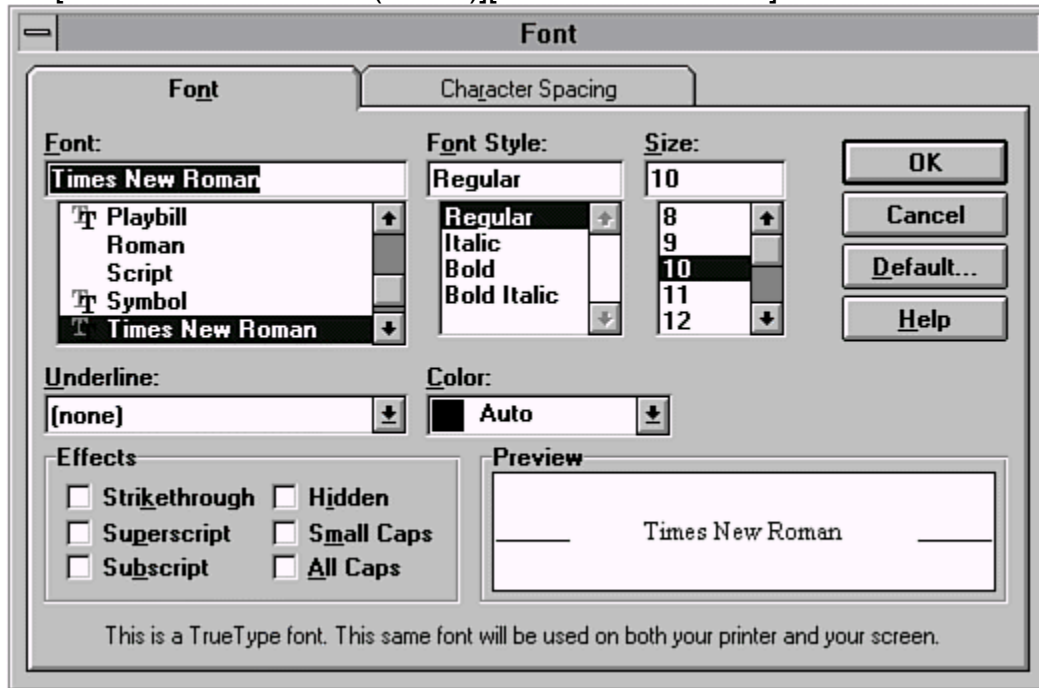 Font
Font
Character Spacing
Font:
Times New Roman
Playbill
Roman
Script
Symbol
Times New Roman
Font Style:
Regular
Regular
Italic
Bold
Bold Italic
Size:
10
8
9
10
11
12
OK
Cancel
Default...
Help
Underline:
(none)
Color:
Auto
Effects
Strikethrough
Hidden
Superscript
Small Caps
Subscript
All Caps
Preview
Times New Roman
This is a TrueType font. This same font will be used on both your printer and your screen.